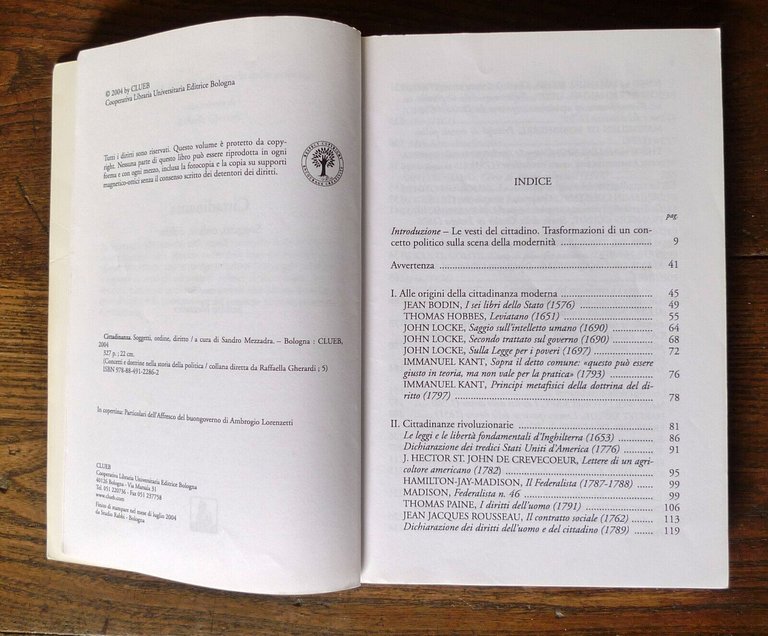 © 2004 by CLUEB
Cooperativa Libraria Universitaria Editrice Bologna
Tutti i diritti sono riservati. Questo volume è protetto da copy-
right. Nessuna parte di questo libro può essere riprodotta in ogni
forma e con ogni mezzo, inclusa la fotocopia e la copia su supporti
magnetico-ottici senza il consenso scritto dei detentori dei diritti.
Cittadinanza. Soggetti, ordine, diritto / a cura di Sandro Mezzadra. – Bologna : CLUEB,
2004
327 p. ; 22 cm.
(Concetti e dottrine nella storia della politica / collana diretta da Raffaella Gherardi ; 5)
ISBN 978-88-491-2286-2
In copertina: Particolari dell'Affresco del buongoverno di Ambrogio Lorenzetti
CLUEB
Cooperativa Libraria Universitaria Editrice Bologna
40126 Bologna - Via Marsala 31
Tel. 051 220736 - Fax 051 237758
www.clueb.com
Finito di stampare nel mese di luglio 2004
da Studio Rabbi - Bologna
INDICE
pag.
Introduzione – Le vesti del cittadino. Trasformazioni di un con-
cetto politico sulla scena della modernità ........................ 9
Avvertenza ........................ 41
I. Alle origini della cittadinanza moderna ........................ 45
JEAN BODIN, I sei libri dello Stato (1576) ........................ 49
THOMAS HOBBES, Leviatano (1651) ........................ 55
JOHN LOCKE, Saggio sull'intelletto umano (1690) ........................ 64
JOHN LOCKE, Secondo trattato sul governo (1690) ........................ 68
JOHN LOCKE, Sulla Legge per i poveri (1697) ........................ 72
IMMANUEL KANT, Sopra il detto comune: «questo può essere
giusto in teoria, ma non vale per la pratica» (1793) ............ 76
IMMANUEL KANT, Principi metafisici della dottrina del di-
ritto (1797) ........................ 78
II. Cittadinanze rivoluzionarie ........................ 81
Le leggi e le libertà fondamentali d'Inghilterra (1653) ............ 86
Dichiarazione dei tredici Stati Uniti d'America (1776) ............ 91
J. HECTOR ST. JOHN DE CREVECOEUR, Lettere di un agri-
coltore americano (1782) ........................ 95
HAMILTON-JAY-MADISON, Il Federalista (1787-1788) ........ 99
MADISON, Federalista n. 46 ........................ 99
THOMAS PAINE, I diritti dell'uomo (1791) ........................ 106
JEAN JACQUES ROUSSEAU, Il contratto sociale (1762) ........ 113
Dichiarazione dei diritti dell'uomo e del cittadino (1789) ....... 119